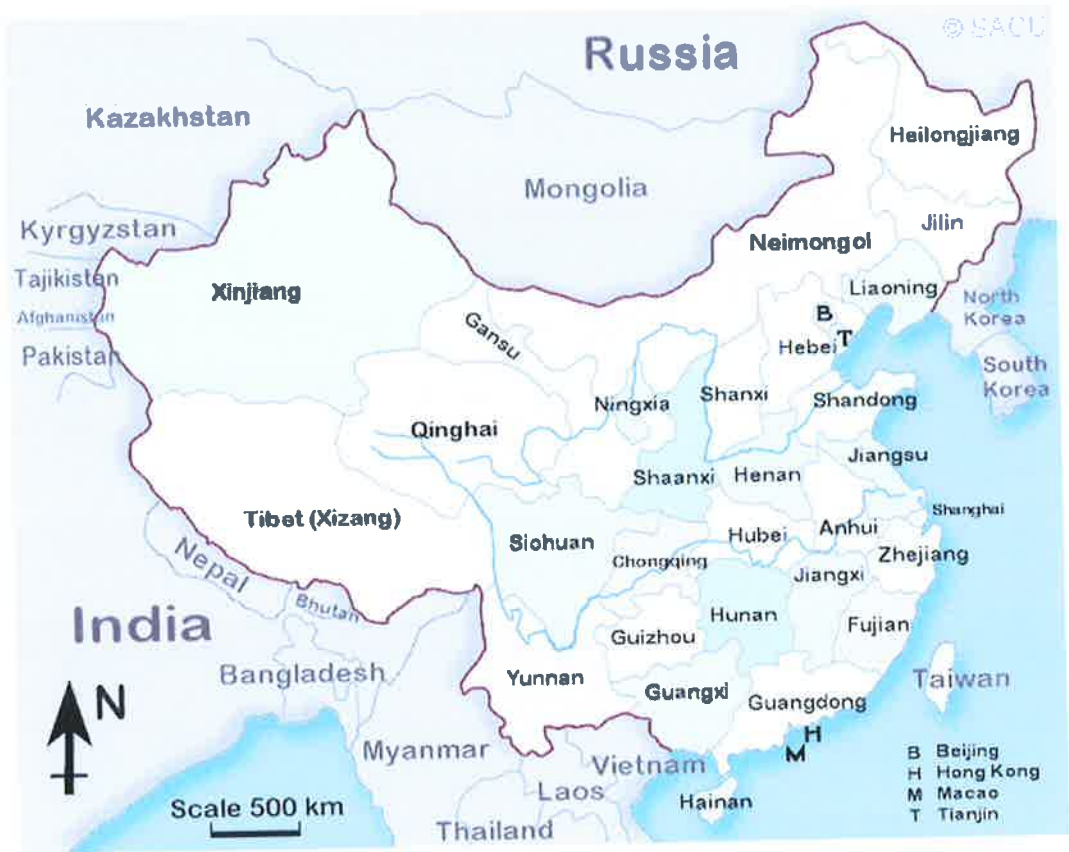 © SACU
Russia
Kazakhstan
Heilongjiang
Mongolia
Jilin
Kyrgyzstan
Neimongol
Tajikistan
Xinjiang
Liaoning
North
Korea
Afghanistan
B
Gansu
T
Hebei
Pakistan
South
Korea
Shanxi
Ningxia
Shandong
Qinghai
Jiangsu
Shaanxi
Henan
Shanghai
Tibet (Xizang)
Anhui
Hubei
Siohuan
Zhejiang
Chongqing
Jiangxi
Nepal
Bhutan
Hunan
India
Fujian
Guizhou
Bangladesh
Yunnan
Taiwan
Guangxi
Guangdong
N
H
M
Myanmar
Vietnam
B Beijing
H Hong Kong
M Macao
T Tianjin
Laos
Hainan
Scale 500 km
Thailand